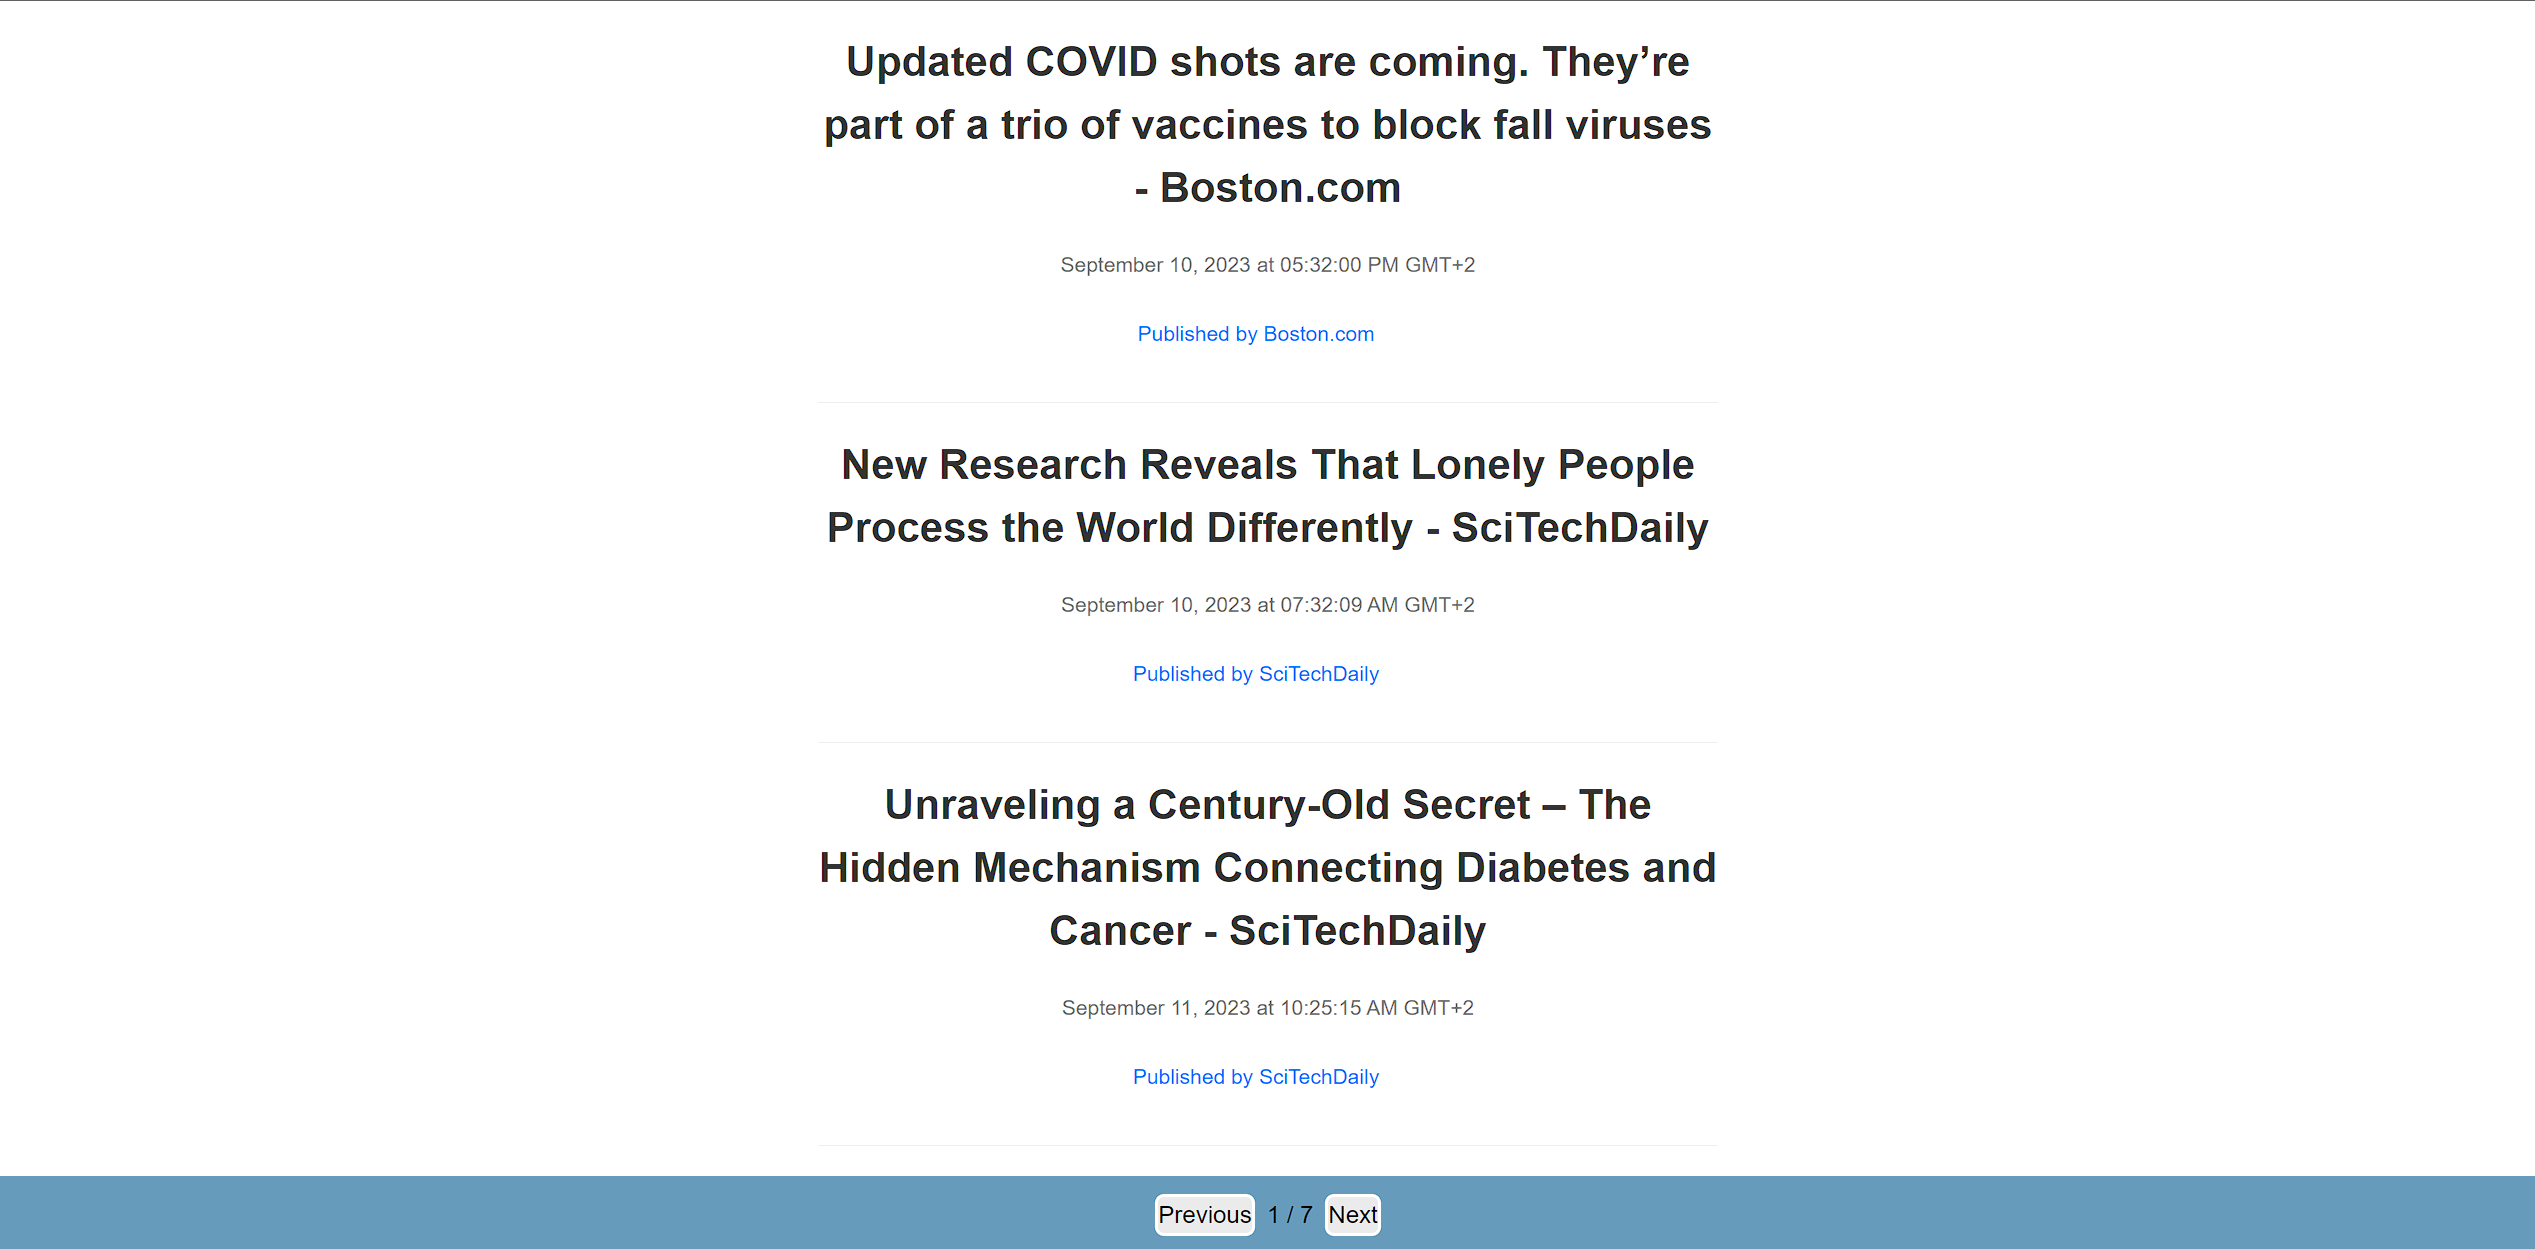 Updated COVID shots are coming. They’re
part of a trio of vaccines to block fall viruses
- Boston.com
September 10, 2023 at 05:32:00 PM GMT+2
Published by Boston.com
New Research Reveals That Lonely People
Process the World Differently - SciTechDaily
September 10, 2023 at 07:32:09 AM GMT+2
Published by SciTechDaily
Unraveling a Century-Old Secret – The
Hidden Mechanism Connecting Diabetes and
Cancer - SciTechDaily
September 11, 2023 at 10:25:15 AM GMT+2
Published by SciTechDaily
Previous 1 / 7 Next